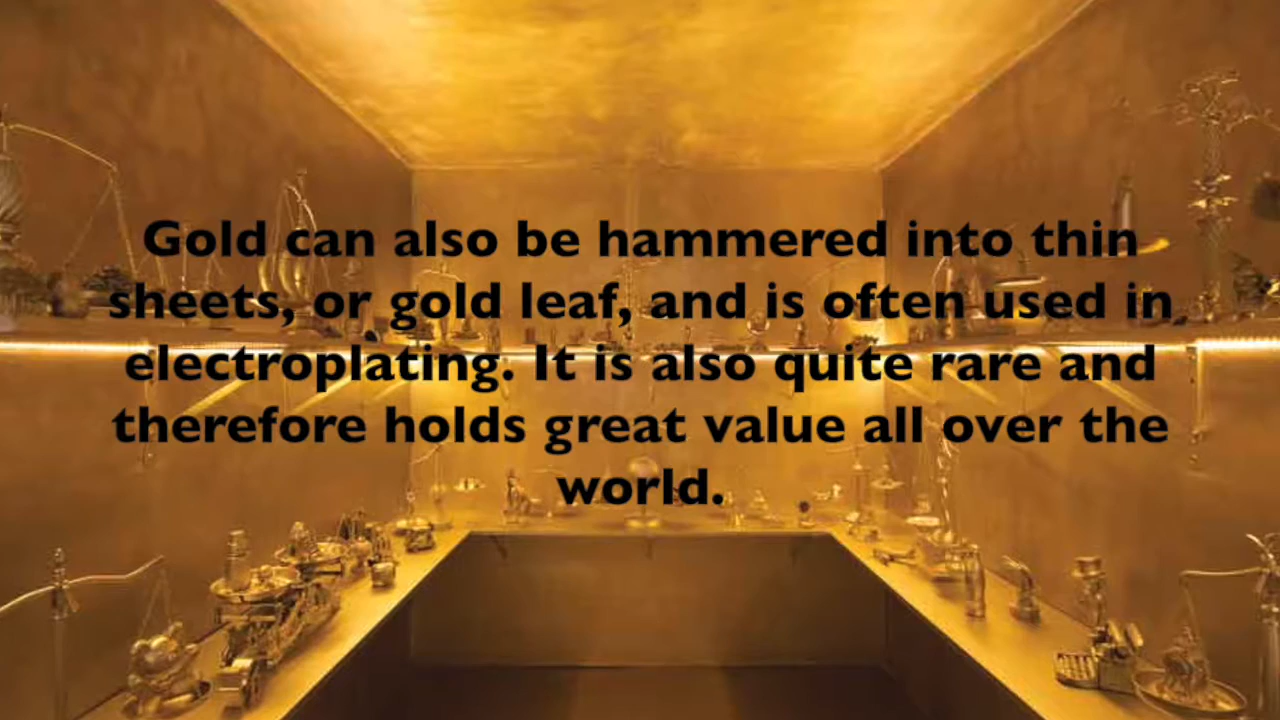 Gold can also be hammered into thin
sheets, or gold leaf, and is often used in
electroplating. It is also quite rare and
therefore holds great value all over the
world.